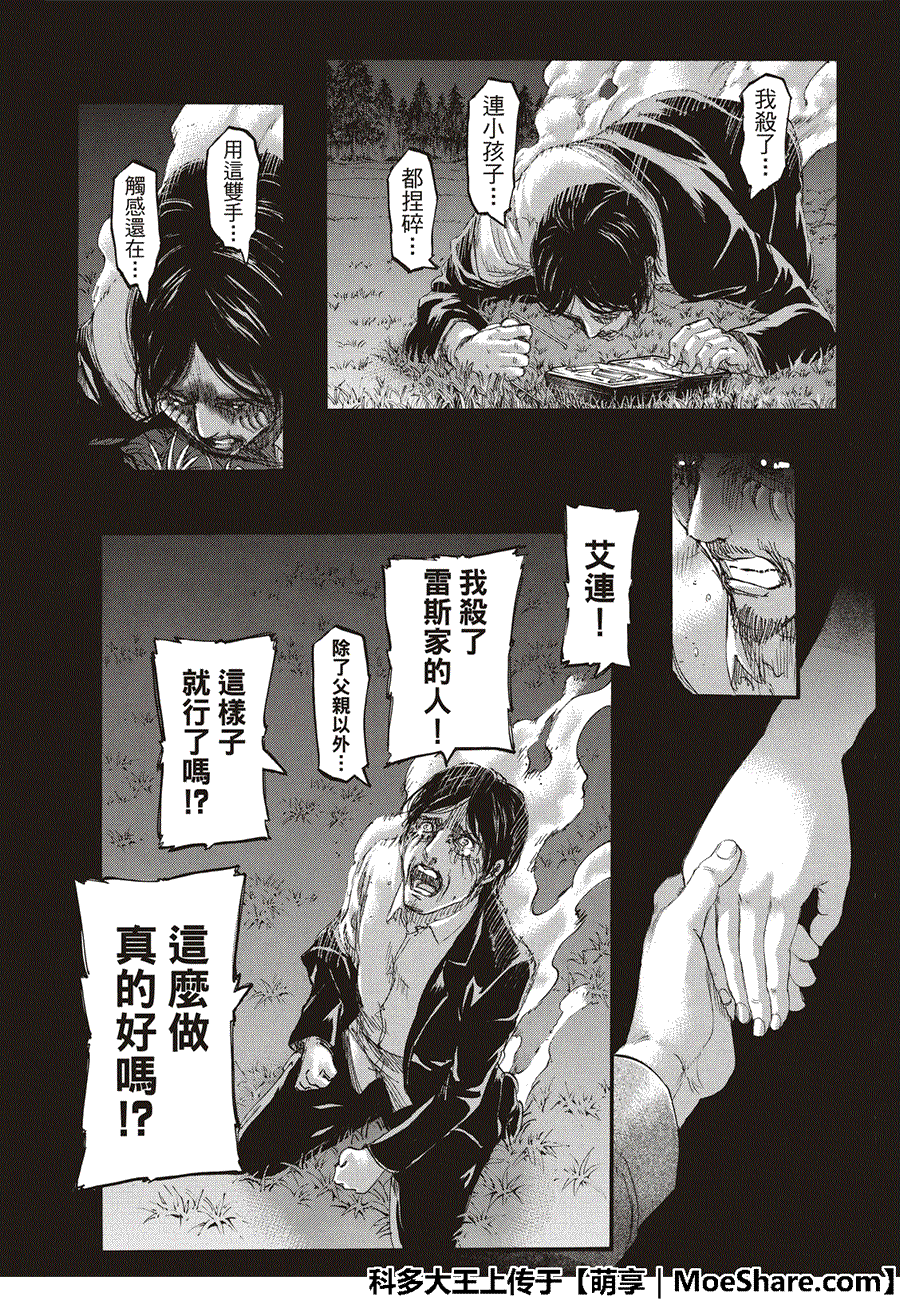 我殺了…
連小孩子…
都捏碎…
用這雙手…
觸感還在…
艾連！
我殺了
雷斯家的人！
除了父親以外…
這樣子
就行了嗎!?
這麼做
真的好嗎!?
科多大王上传于【萌享｜MoeShare.com】